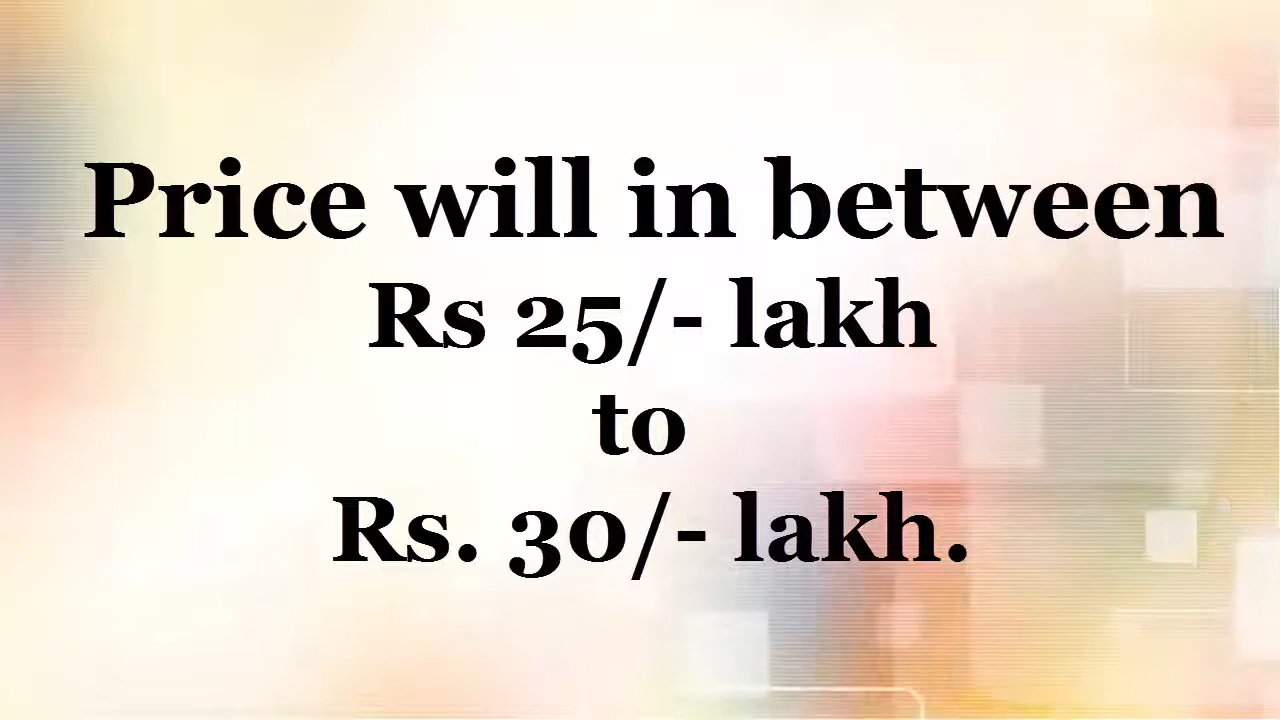 Price will in between
Rs 25/- lakh
to
Rs. 30/- lakh.